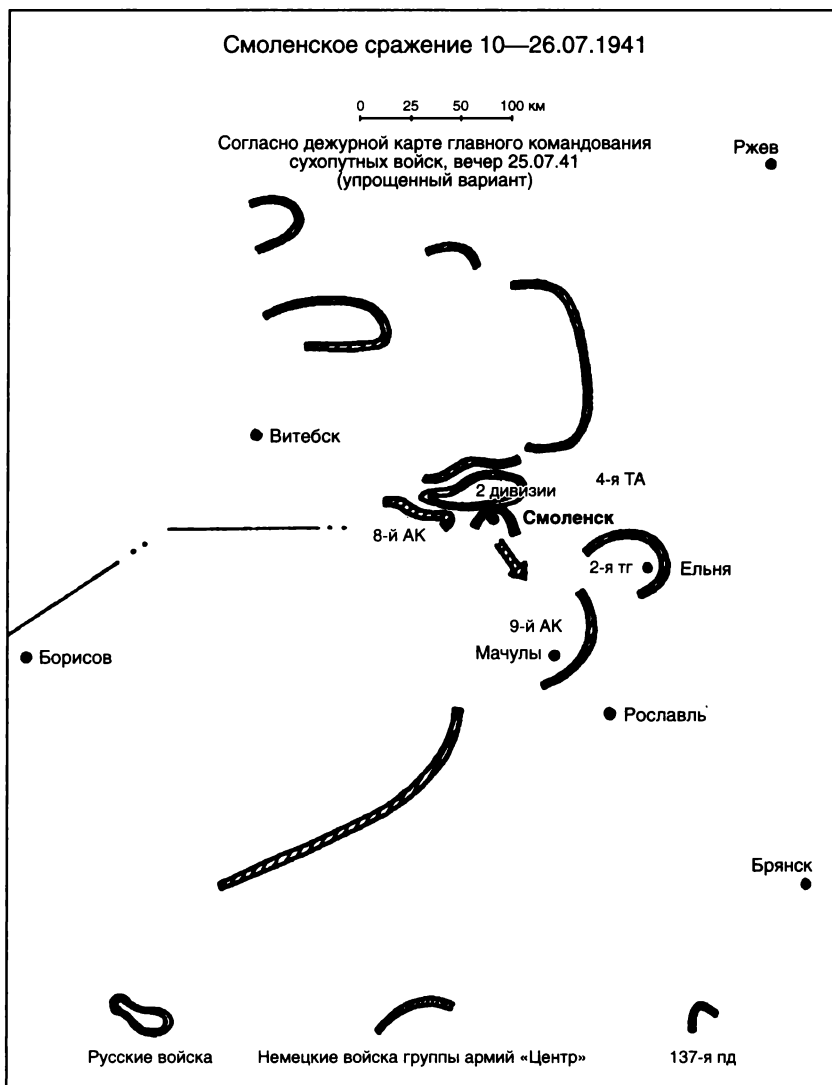 Смоленское сражение 10—26.07.1941
0 25 50 100 км
Согласно дежурной карте главного командования
сухопутных войск, вечер 25.07.41
(упрощенный вариант)
Ржев
Витебск
4-я ТА
2 дивизии
Смоленск
8-й АК
2-я тг
Ельня
9-й АК
Мачулы
Борисов
Рославль
Брянск
Русские войска
Немецкие войска группы армий «Центр»
137-я пд